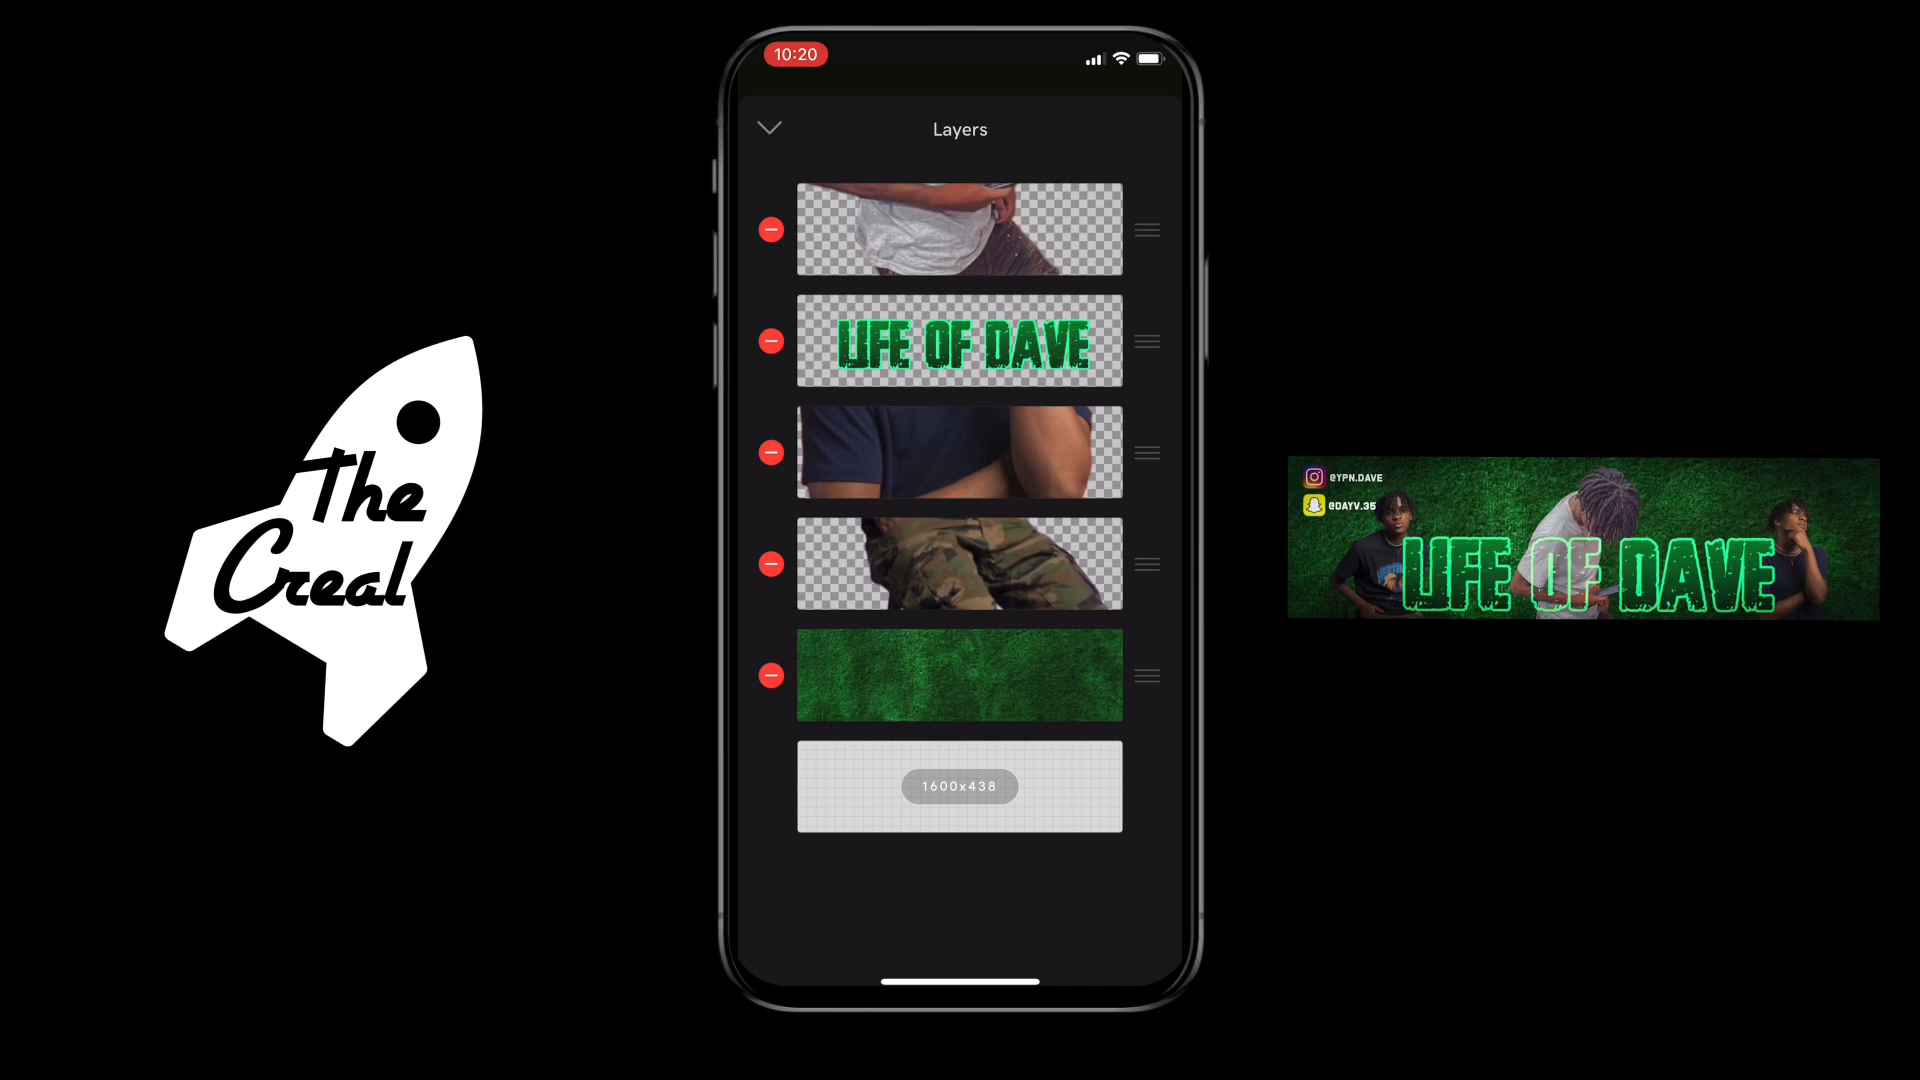 The
Creal
10:20
Layers
LIFE OF DAVE
1600x438
@YPN.DAVE
@DAYV.35
LIFE OF DAVE